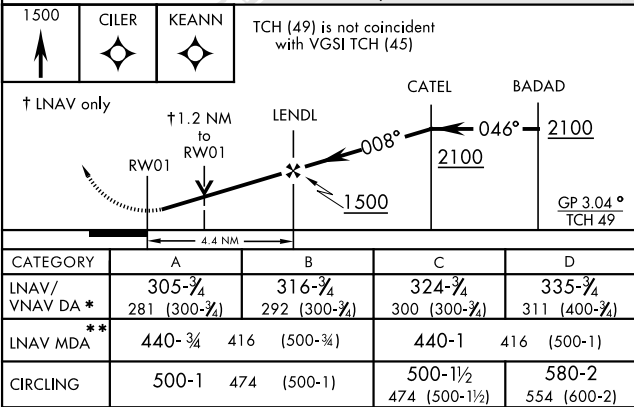 1500 CILER KEANN
TCH (49) is not coincident
with VGSI TCH (45)
† LNAV only
CATEL BADAD
†1.2 NM
to
RW01
LENDL
RW01
008°
046°
2100
2100
1500
GP 3.04°
TCH 49
4.4 NM
CATEGORY A B C D
LNAV/
VNAV DA *
305-¾ 316-¾ 324-¾ 335-¾
281 (300-¾) 292 (300-¾) 300 (300-¾) 311 (400-¾)
LNAV MDA** 440-¾ 416 (500-¾) 440-1 416 (500-1)
CIRCLING 500-1 474 (500-1) 500-1½ 580-2
474 (500-1½) 554 (600-2)